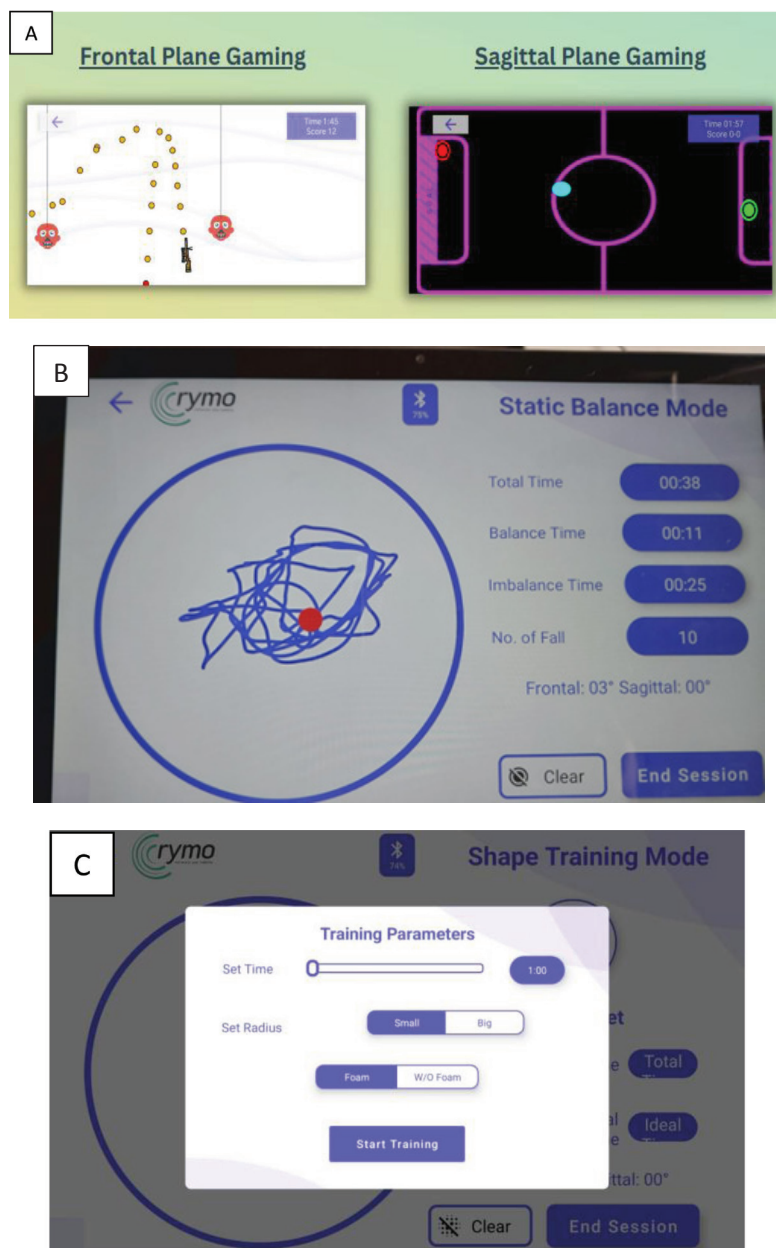 A
Frontal Plane Gaming
Sagittal Plane Gaming
Time 1:45
Score 12
Time 01:57
Score 0-0
B
rymo
75%
Static Balance Mode
Total Time 00:38
Balance Time 00:11
Imbalance Time 00:25
No. of Fall 10
Frontal: 03° Sagittal: 00°
Clear End Session
C
rymo
74%
Shape Training Mode
Training Parameters
Set Time 1:00
Set Radius Small Big
Foam W/O Foam
Start Training
et
e Total
al Ideal
e
ttal: 00°
Clear End Session